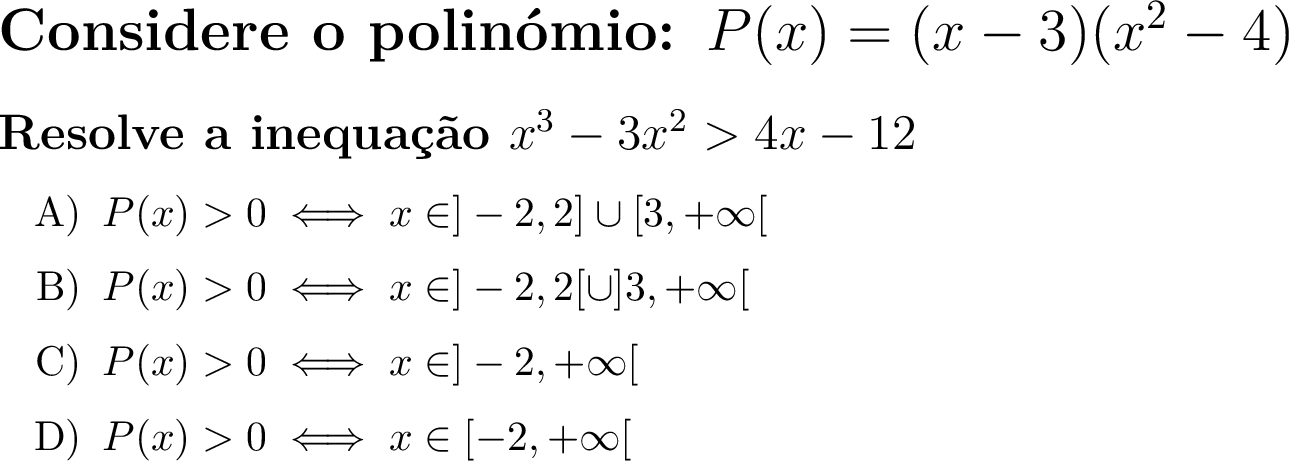 Considere o polinómio: P(x) = (x − 3)(x² − 4)
Resolve a inequação x³ − 3x² > 4x − 12
A) P(x) > 0 ⟺ x ∈] − 2, 2] ∪ [3, +∞[
B) P(x) > 0 ⟺ x ∈] − 2, 2[∪]3, +∞[
C) P(x) > 0 ⟺ x ∈] − 2, +∞[
D) P(x) > 0 ⟺ x ∈ [−2, +∞[